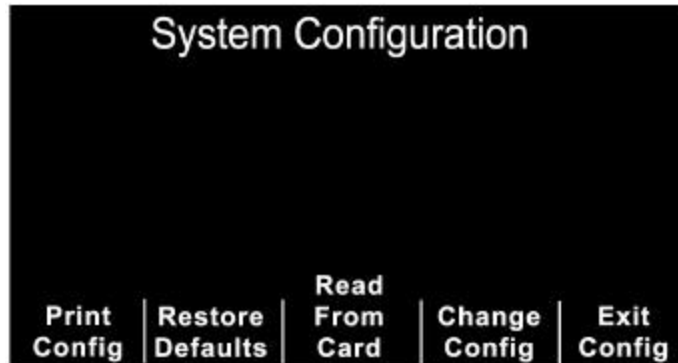 System Configuration
Print Config
Restore Defaults
Read From Card
Change Config
Exit Config